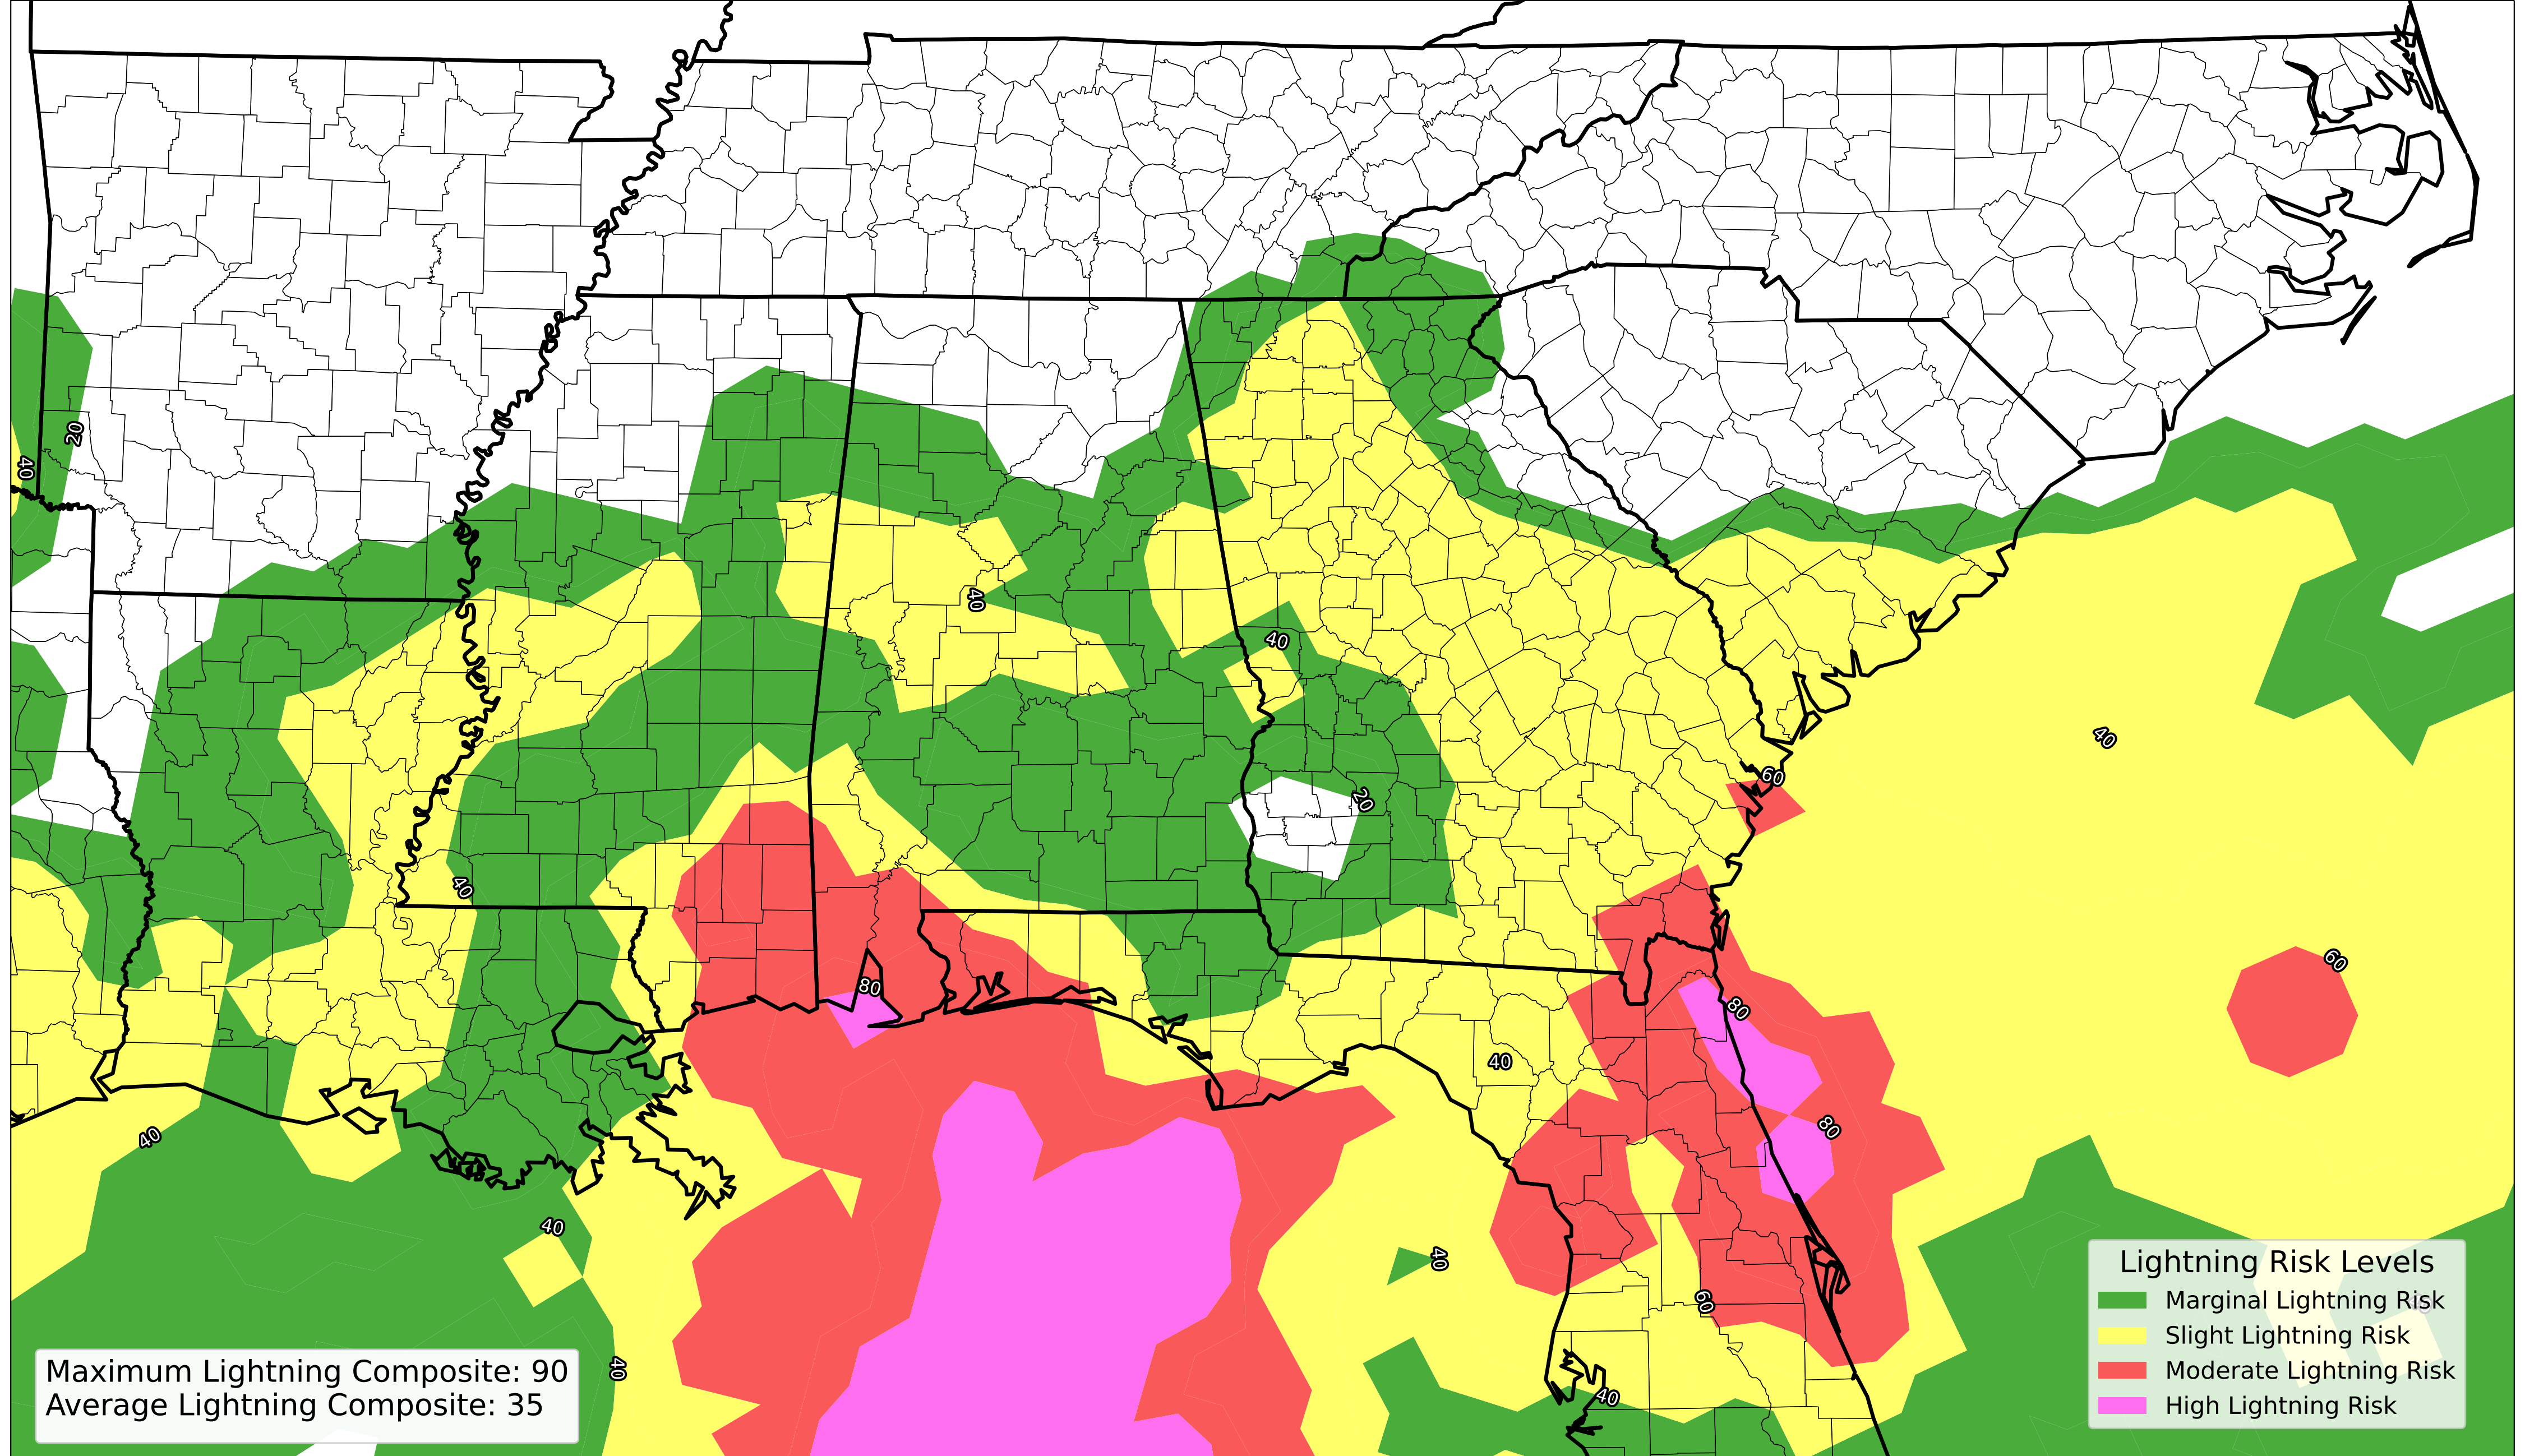 20
40
40
40
20
40
60
60
40
80
80
40
80
40
40
40
60
40
40
Lightning Risk Levels
Marginal Lightning Risk
Slight Lightning Risk
Moderate Lightning Risk
High Lightning Risk
Maximum Lightning Composite: 90
Average Lightning Composite: 35